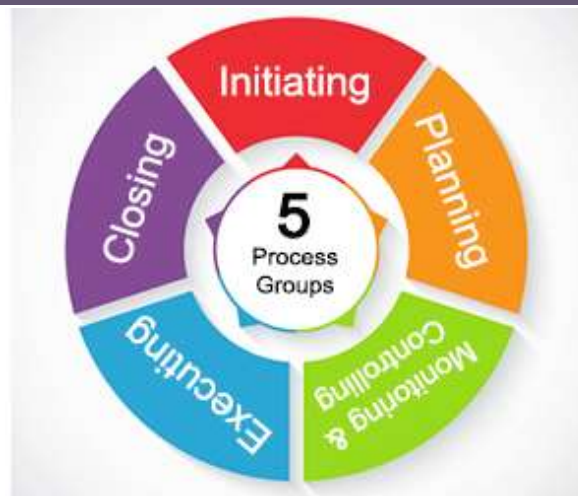 Initiating
Planning
Monitoring &
Controlling
Executing
Closing
5
Process
Groups